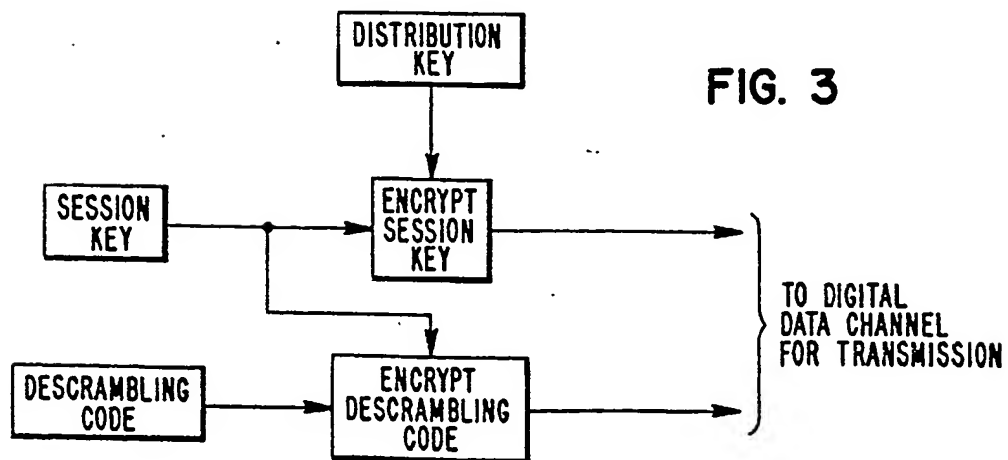 DISTRIBUTION
KEY
FIG. 3
SESSION
KEY
ENCRYPT
SESSION
KEY
TO DIGITAL
DATA CHANNEL
FOR TRANSMISSION
DESCRAMBLING
CODE
ENCRYPT
DESCRAMBLING
CODE